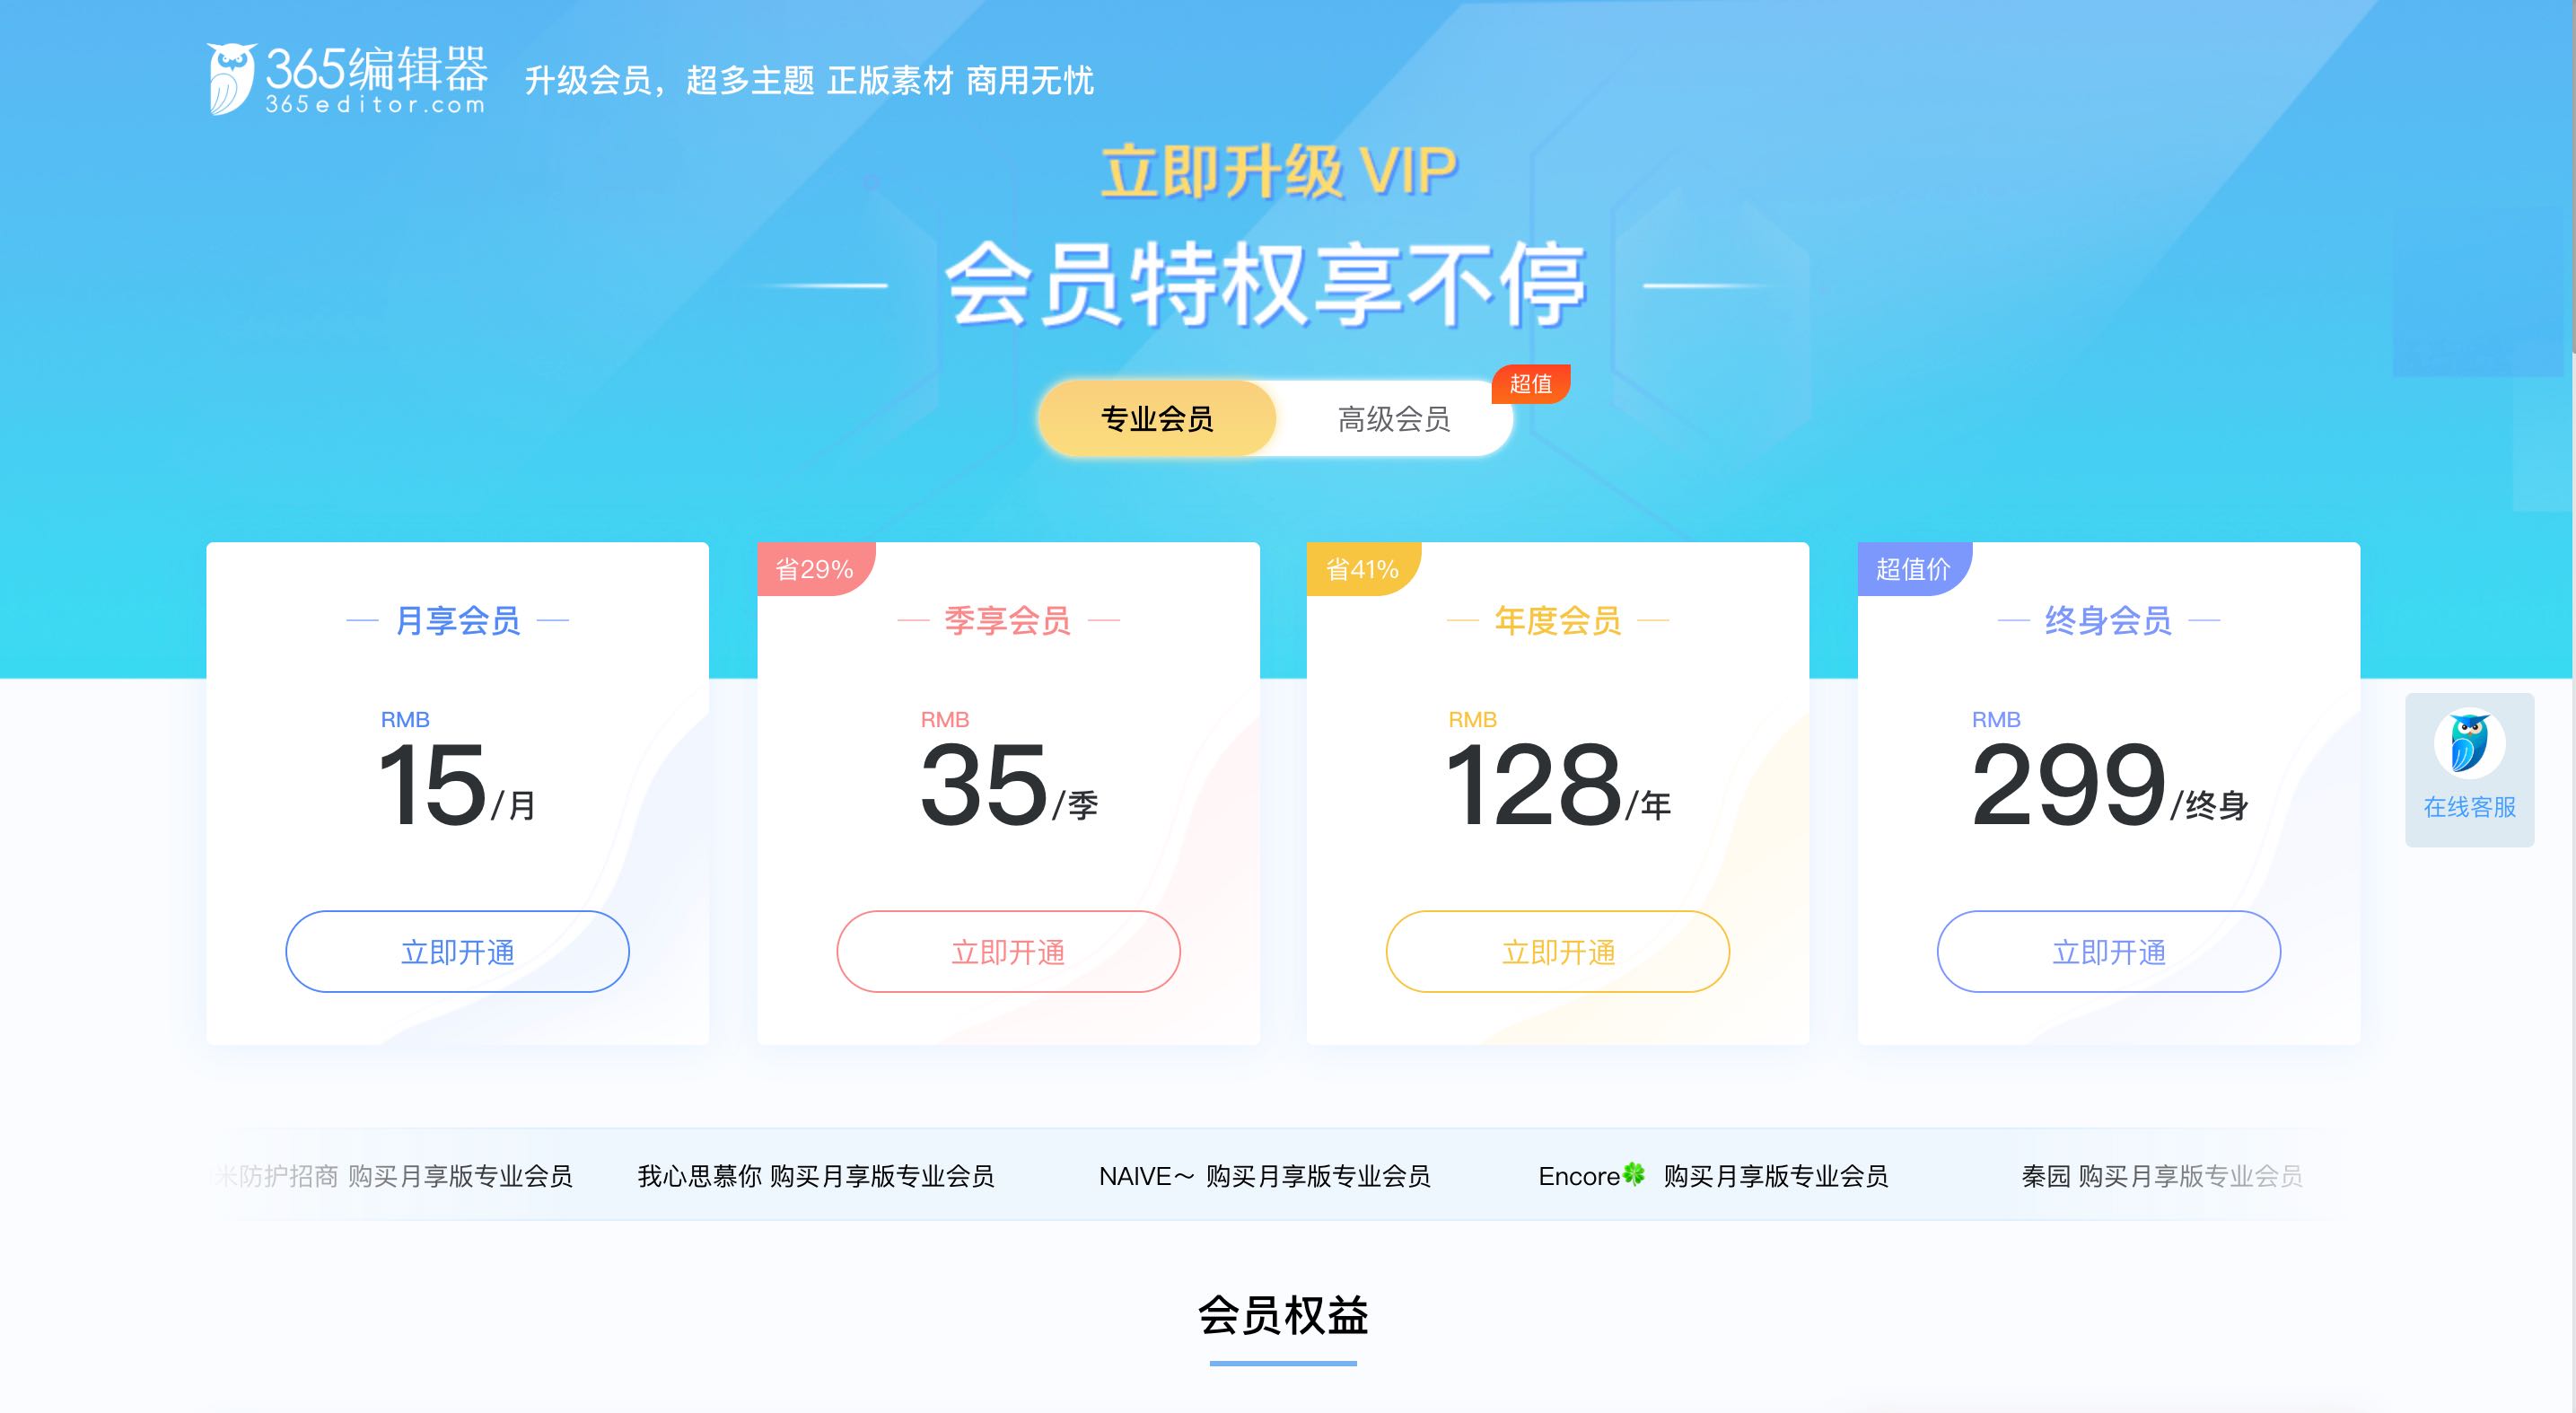 365编辑器
365editor.com
升级会员，超多主题 正版素材 商用无忧
立即升级 VIP
会员特权享不停
专业会员
高级会员
超值
月享会员
RMB
15/月
立即开通
省29%
季享会员
RMB
35/季
立即开通
省41%
年度会员
RMB
128/年
立即开通
超值价
终身会员
RMB
299/终身
立即开通
在线客服
米防护招商 购买月享版专业会员
我心思慕你 购买月享版专业会员
NAIVE～ 购买月享版专业会员
Encore🍀 购买月享版专业会员
秦园 购买月享版专业会员
会员权益